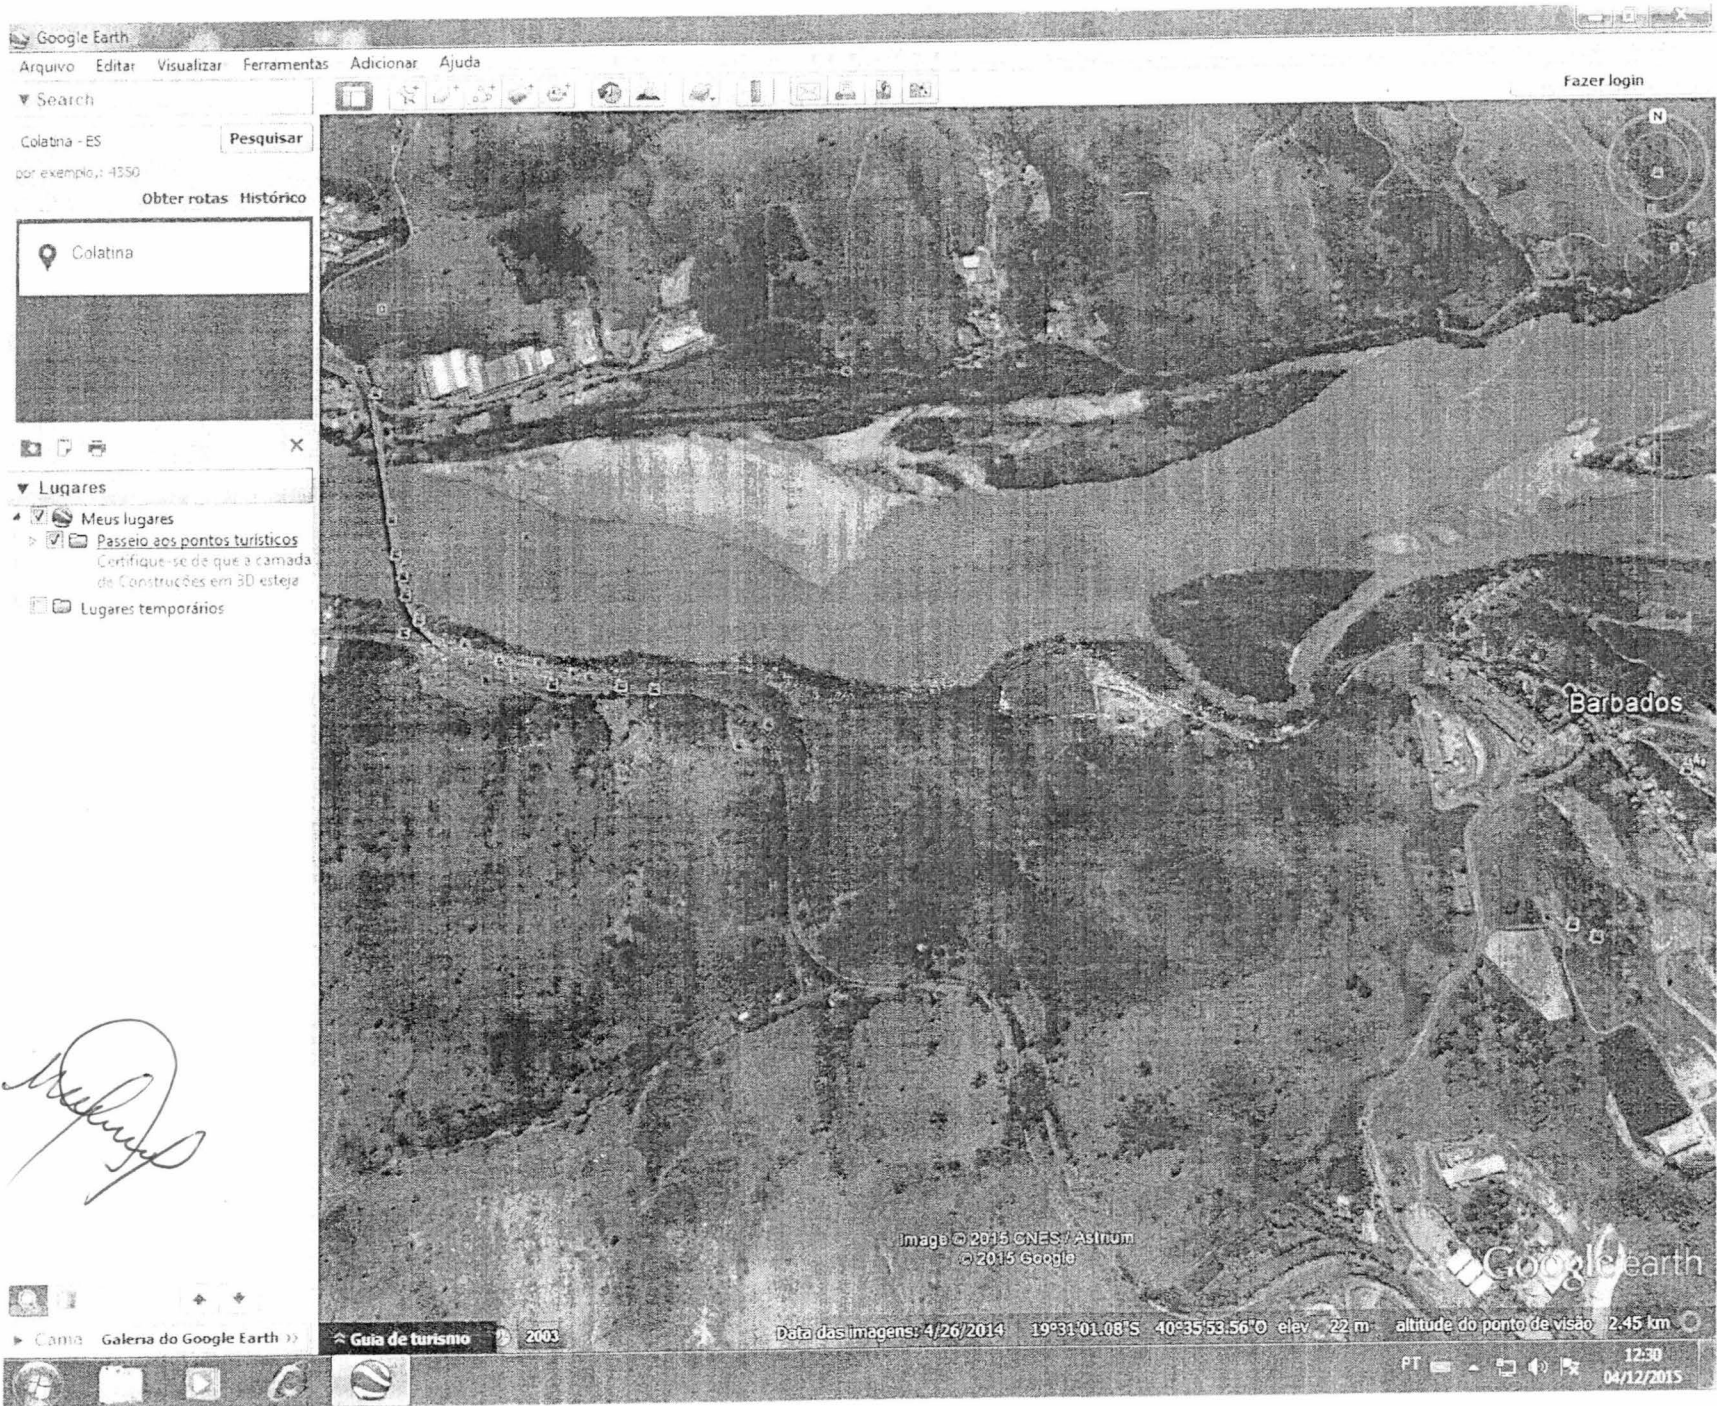 Google Earth
Arquivo Editar Visualizar Ferramentas Adicionar Ajuda
Fazer login
▼ Search
Colatina - ES Pesquisar
por exemplo,: 4350
Obter rotas Histórico
Colatina
▼ Lugares
Meus lugares
Passeio aos pontos turísticos
Certifique-se de que a camada
de Construções em 3D esteja
Lugares temporários
N
Barbados
Image © 2015 CNES / Astrium
© 2015 Google
Google earth
Cama Galeria do Google Earth
Guia de turismo 2003 Data das imagens: 4/26/2014 19°31'01.08"S 40°35'53.56"O elev 22 m altitude do ponto de visão 2.45 km
PT 12:30
04/12/2015